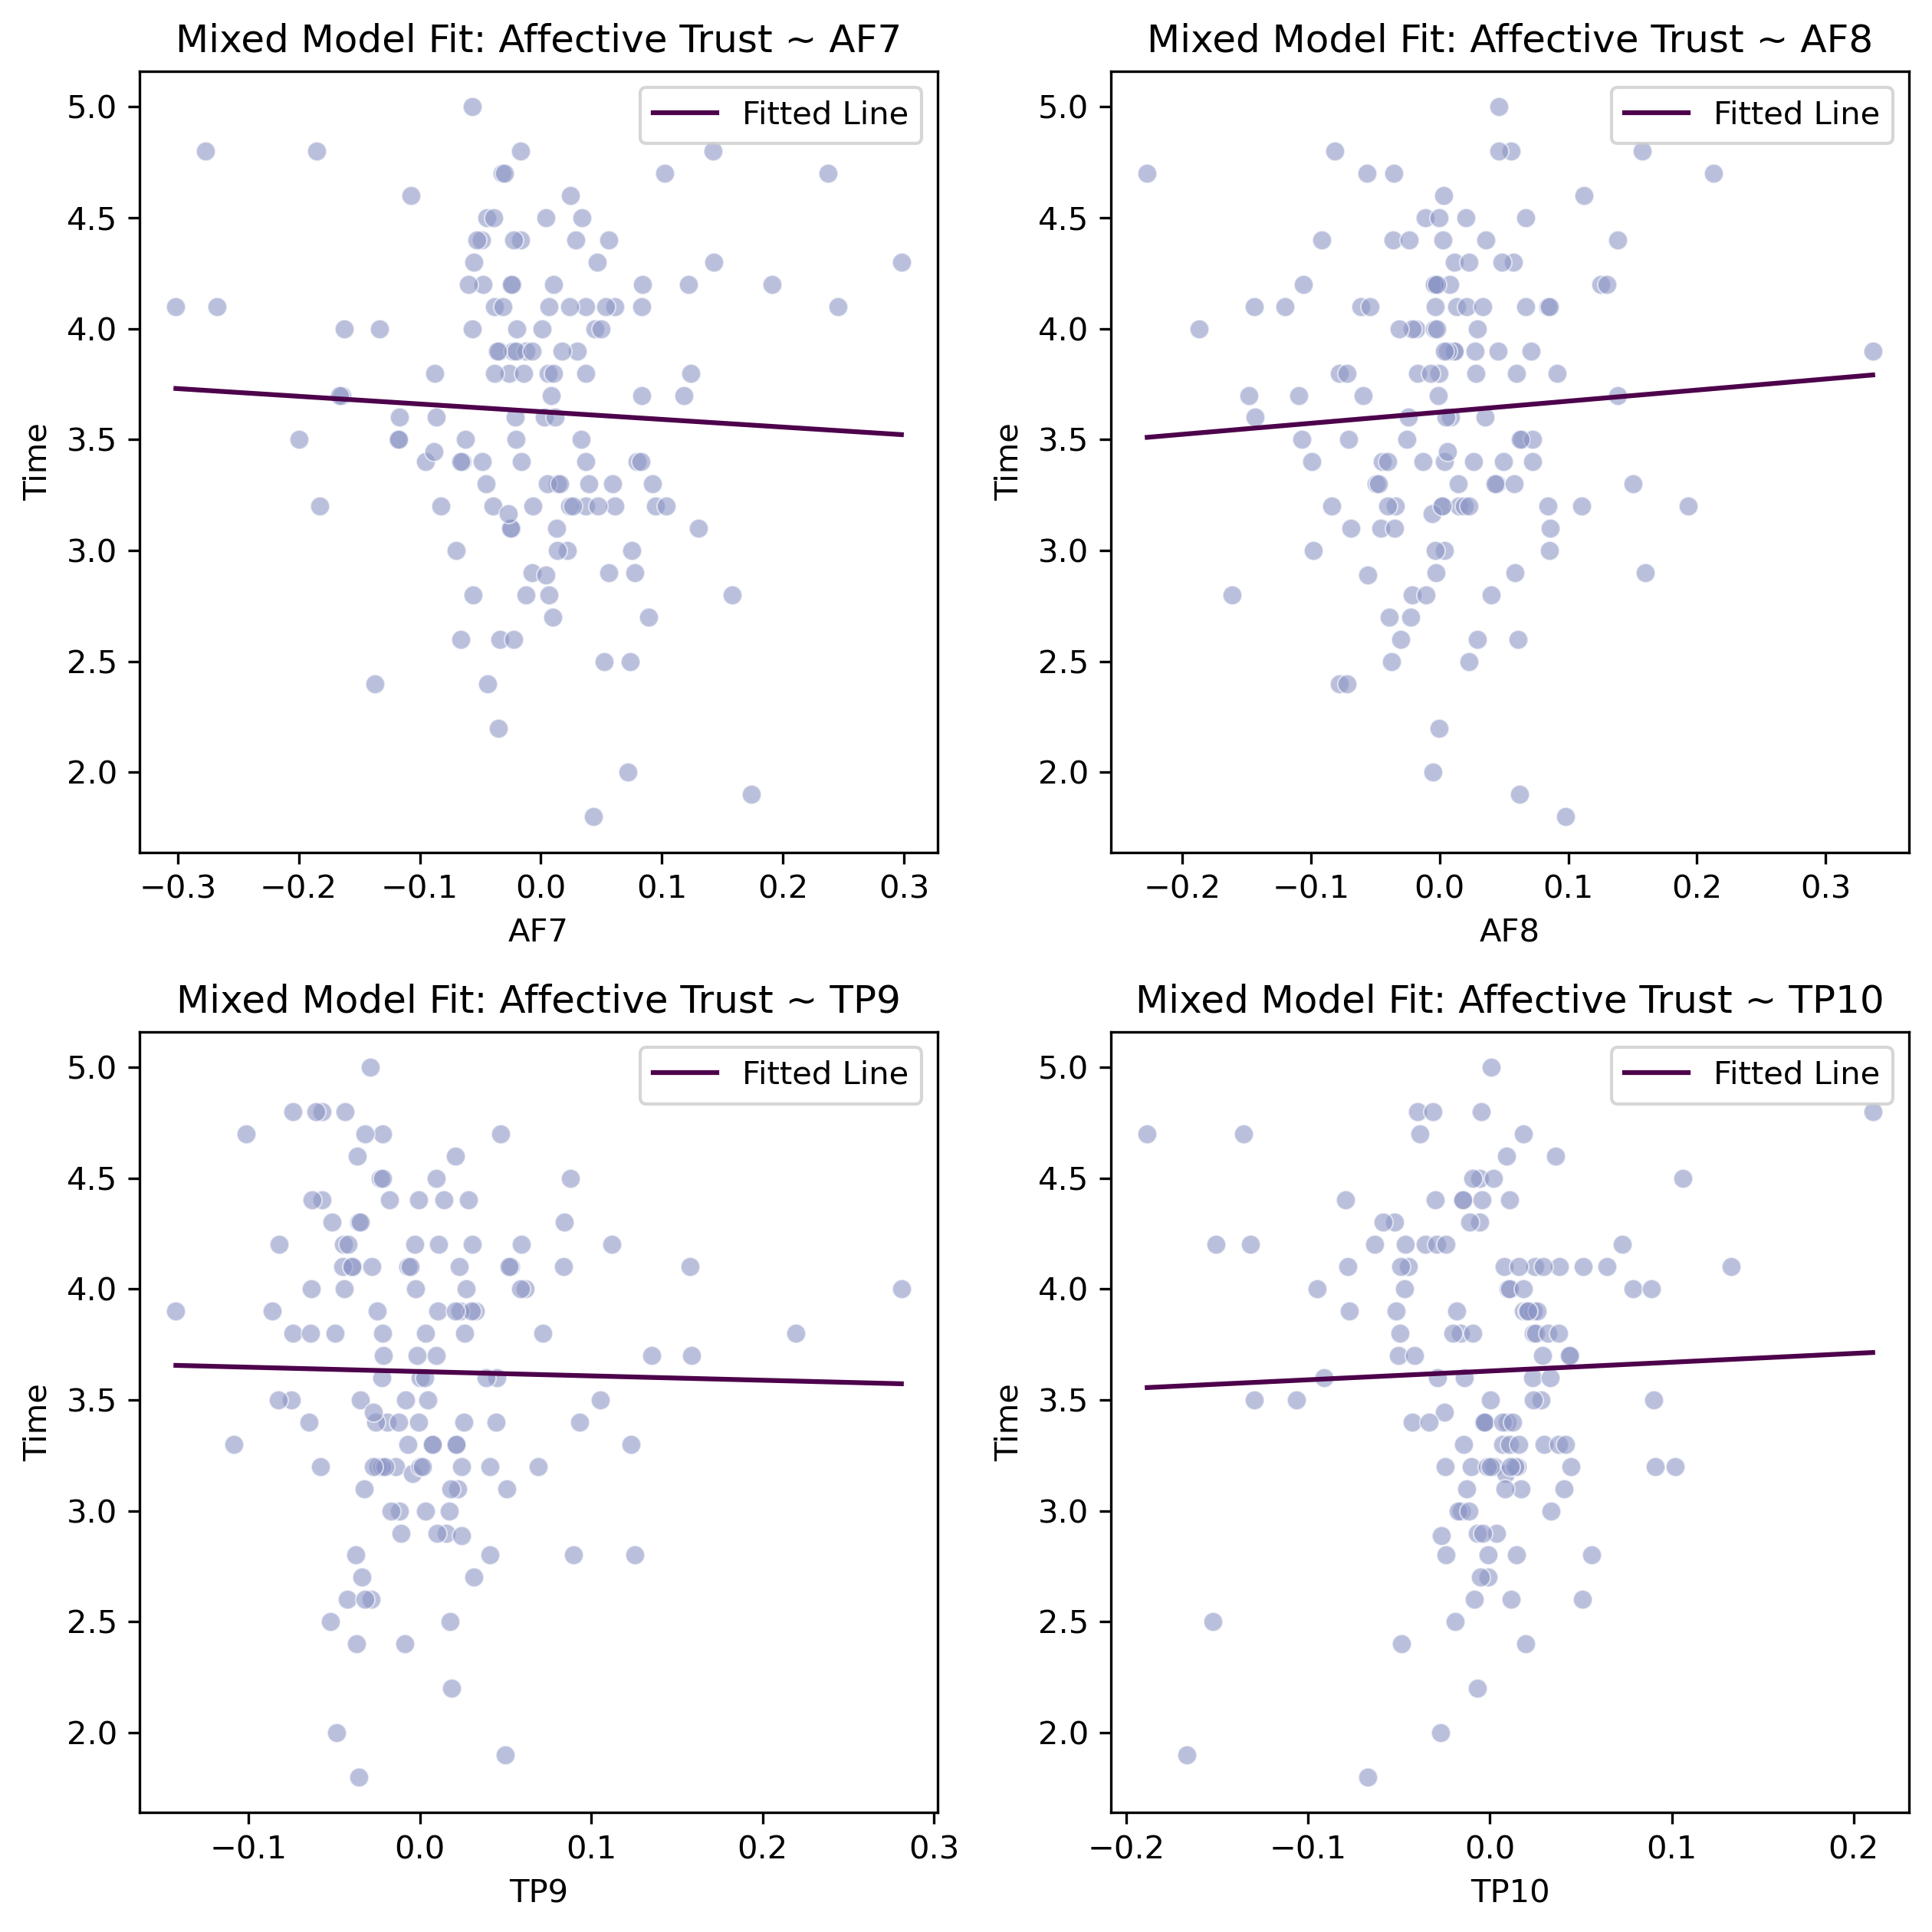 Mixed Model Fit: Affective Trust ~ AF7
Fitted Line
5.0
4.5
4.0
3.5
3.0
2.5
2.0
Time
−0.3 −0.2 −0.1 0.0 0.1 0.2 0.3
AF7
Mixed Model Fit: Affective Trust ~ AF8
Fitted Line
5.0
4.5
4.0
3.5
3.0
2.5
2.0
Time
−0.2 −0.1 0.0 0.1 0.2 0.3
AF8
Mixed Model Fit: Affective Trust ~ TP9
Fitted Line
5.0
4.5
4.0
3.5
3.0
2.5
2.0
Time
−0.1 0.0 0.1 0.2 0.3
TP9
Mixed Model Fit: Affective Trust ~ TP10
Fitted Line
5.0
4.5
4.0
3.5
3.0
2.5
2.0
Time
−0.2 −0.1 0.0 0.1 0.2
TP10